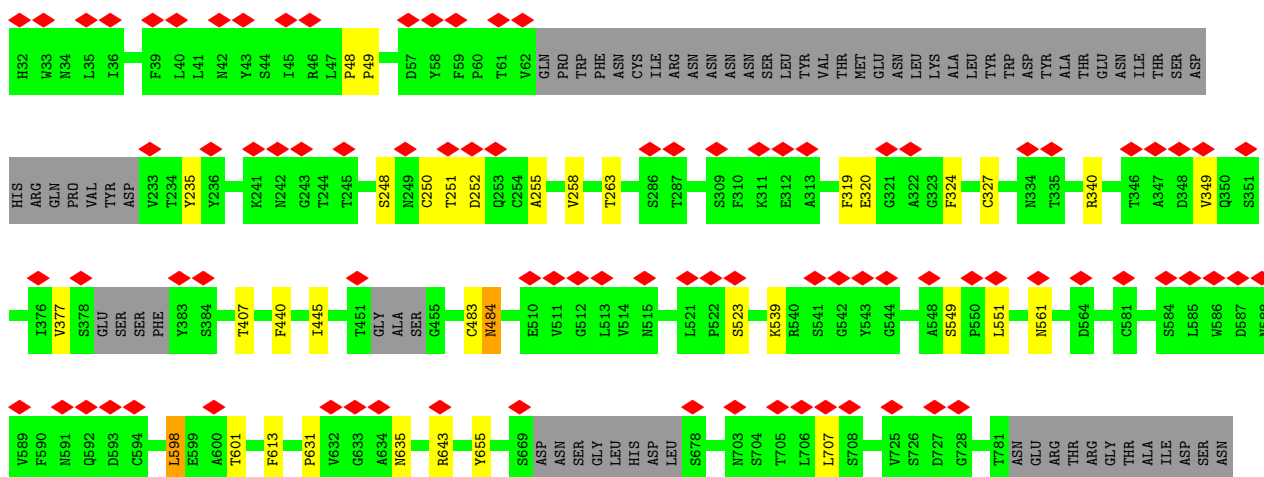 H32 W33 N34 L35 I36 F39 L40 L41 N42 Y43 S44 I45 R46 L47 P48 P49 D57 Y58 F59 P60 T61 V62 GLN PRO TRP PHE ASN CYS ILE ARG ASN ASN ASN ASN SER LEU TYR VAL THR MET GLU ASN LEU LYS ALA LEU TYR TRP ASP TYR ALA THR GLU ASN ILE THR SER ASP
HIS ARG GLN PRO VAL TYR ASP V233 T234 Y235 Y236 K241 N242 G243 T244 T245 S248 N249 C250 T251 D252 Q253 C254 A255 V258 T263 S286 T287 S309 F310 K311 E312 A313 F319 E320 G321 A322 G323 F324 C327 N334 T335 R340 T346 A347 D348 V349 Q350 S351
I376 V377 S378 GLU SER SER PHE Y383 S384 T407 F440 I445 T451 GLY ALA SER G455 C483 N484 E510 V511 G512 L513 V514 N515 L521 P522 S523 K539 R540 S541 G542 Y543 G544 A548 S549 P550 L551 N561 D564 C581 S584 L585 W586 D587 N588
V589 F590 N591 Q592 D593 C594 L598 E599 A600 T601 F613 P631 V632 G633 A634 N635 R643 Y655 S669 ASP ASN SER GLY LEU HIS ASP LEU S678 N703 S704 T705 L706 L707 S708 V725 S726 D727 G728 T781 ASN GLU ARG THR ARG GLY THR ALA ILE ASP SER ASN